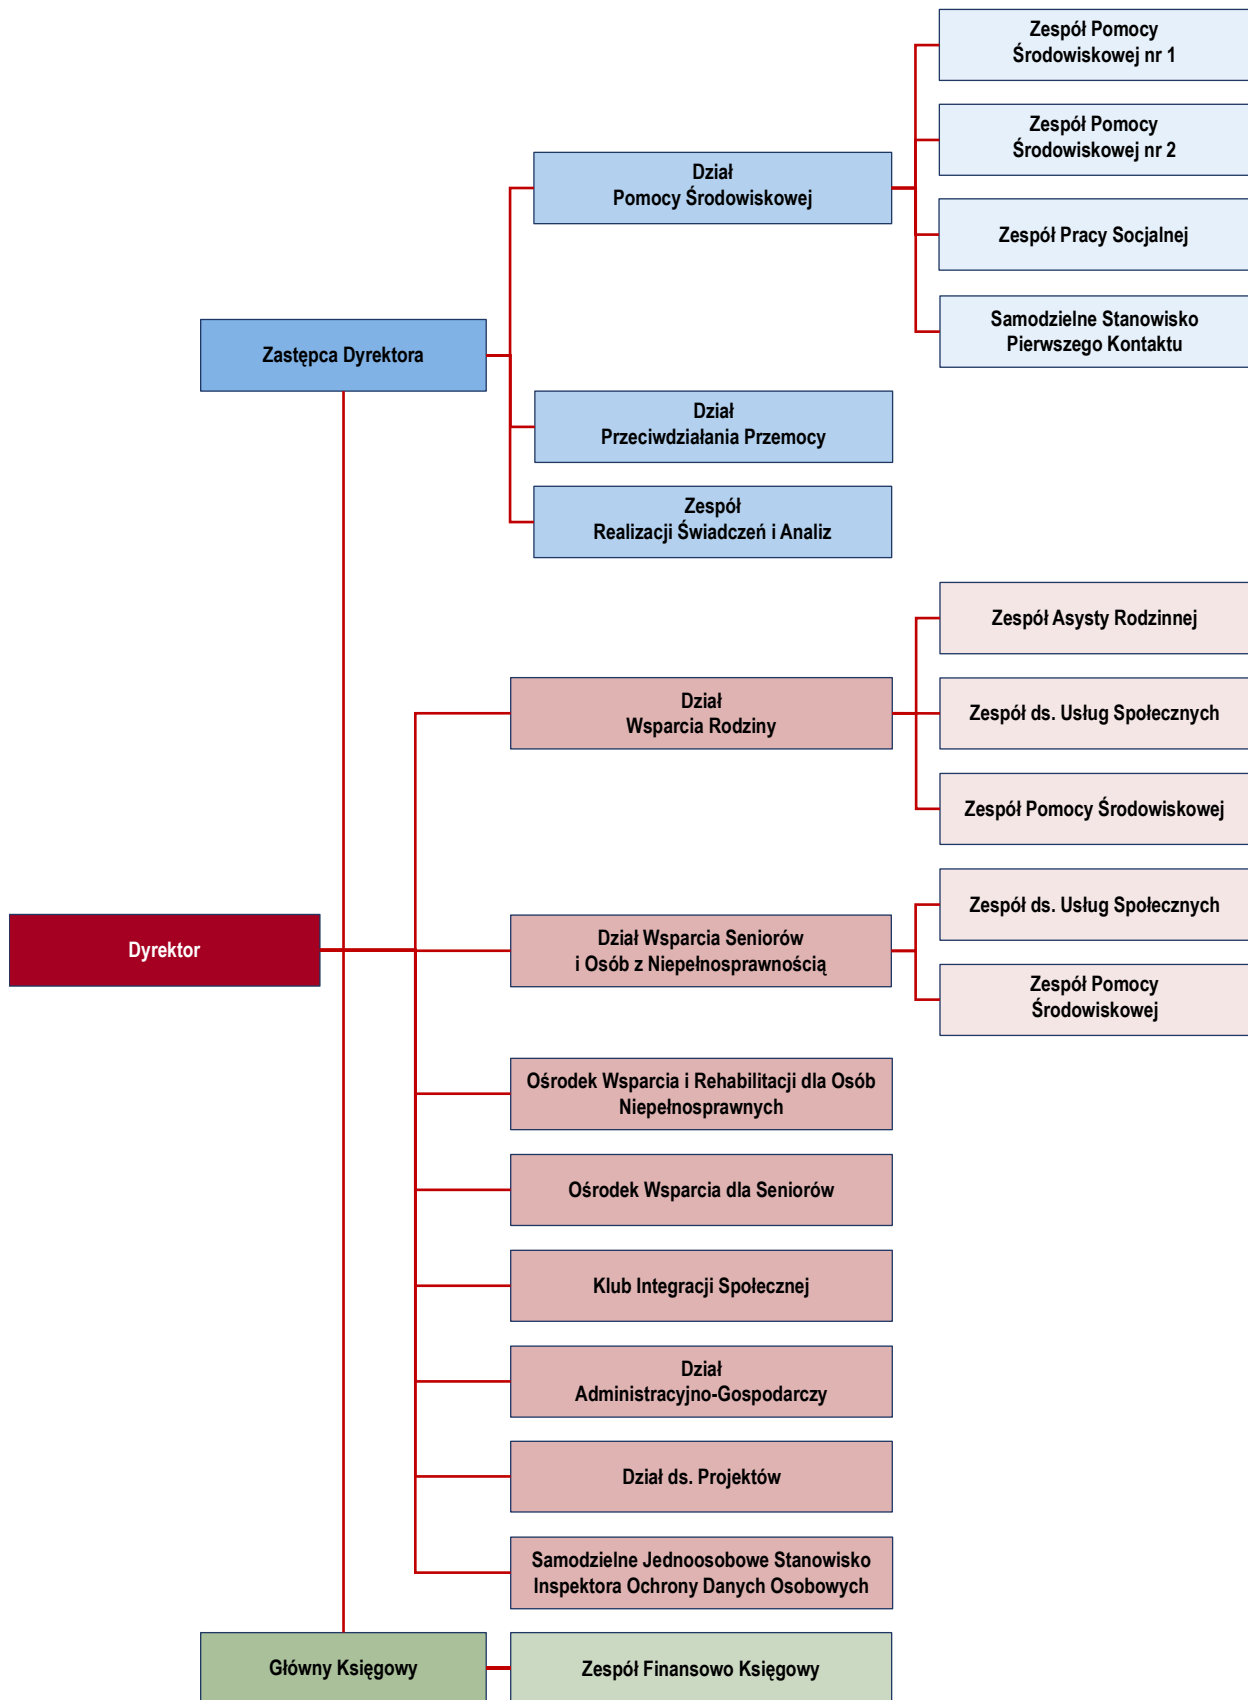 Zespół Pomocy
Środowiskowej nr 1
Zespół Pomocy
Środowiskowej nr 2
Dział
Pomocy Środowiskowej
Zespół Pracy Socjalnej
Samodzielne Stanowisko
Pierwszego Kontaktu
Zastępca Dyrektora
Dział
Przeciwdziałania Przemocy
Zespół
Realizacji Świadczeń i Analiz
Zespół Asysty Rodzinnej
Dział
Wsparcia Rodziny
Zespół ds. Usług Społecznych
Zespół Pomocy Środowiskowej
Zespół ds. Usług Społecznych
Dyrektor
Dział Wsparcia Seniorów
i Osób z Niepełnosprawnością
Zespół Pomocy
Środowiskowej
Ośrodek Wsparcia i Rehabilitacji dla Osób
Niepełnosprawnych
Ośrodek Wsparcia dla Seniorów
Klub Integracji Społecznej
Dział
Administracyjno-Gospodarczy
Dział ds. Projektów
Samodzielne Jednoosobowe Stanowisko
Inspektora Ochrony Danych Osobowych
Główny Księgowy
Zespół Finansowo Księgowy